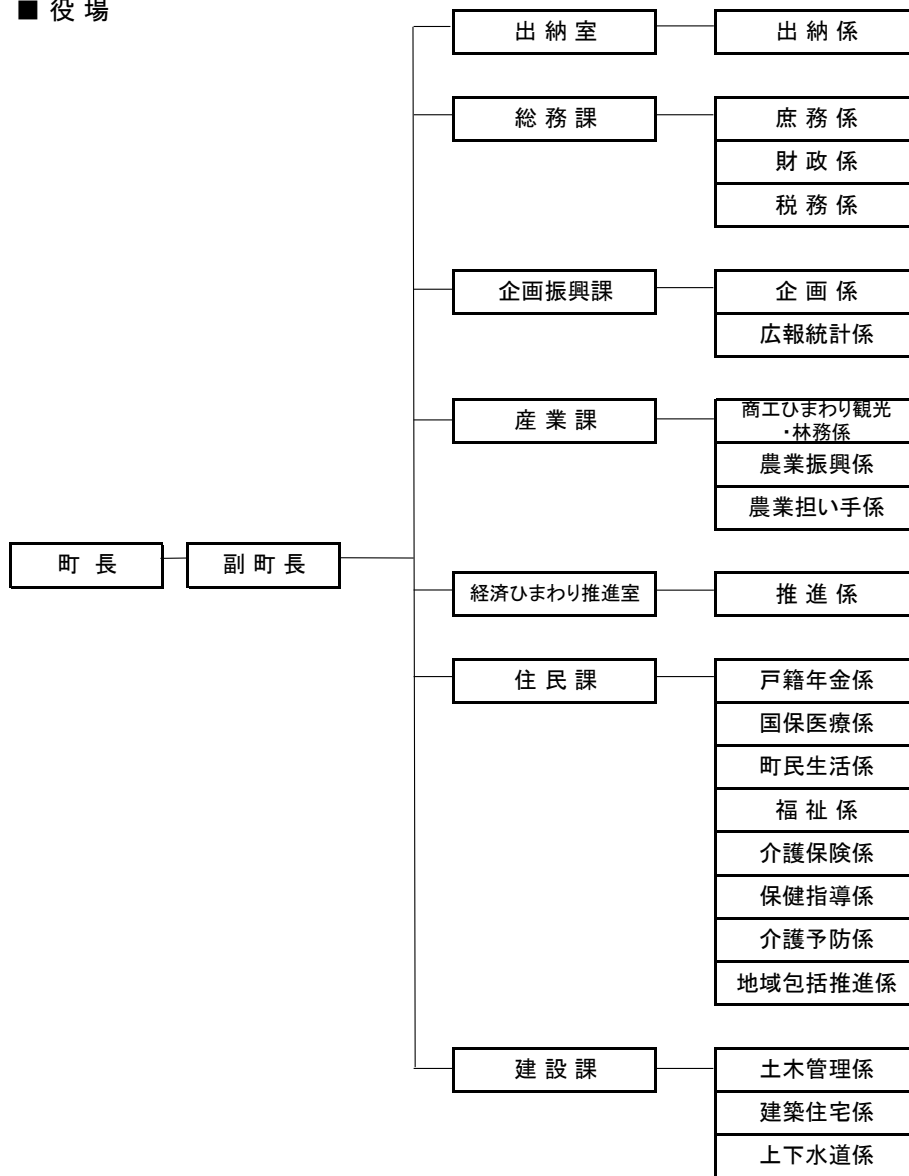 ■ 役 場
出 納 室
出 納 係
総 務 課
庶 務 係
財 政 係
税 務 係
企画振興課
企 画 係
広報統計係
産 業 課
商工ひまわり観光
・林務係
農業振興係
農業担い手係
町 長
副 町 長
経済ひまわり推進室
推 進 係
住 民 課
戸籍年金係
国保医療係
町民生活係
福 祉 係
介護保険係
保健指導係
介護予防係
地域包括推進係
建 設 課
土木管理係
建築住宅係
上下水道係